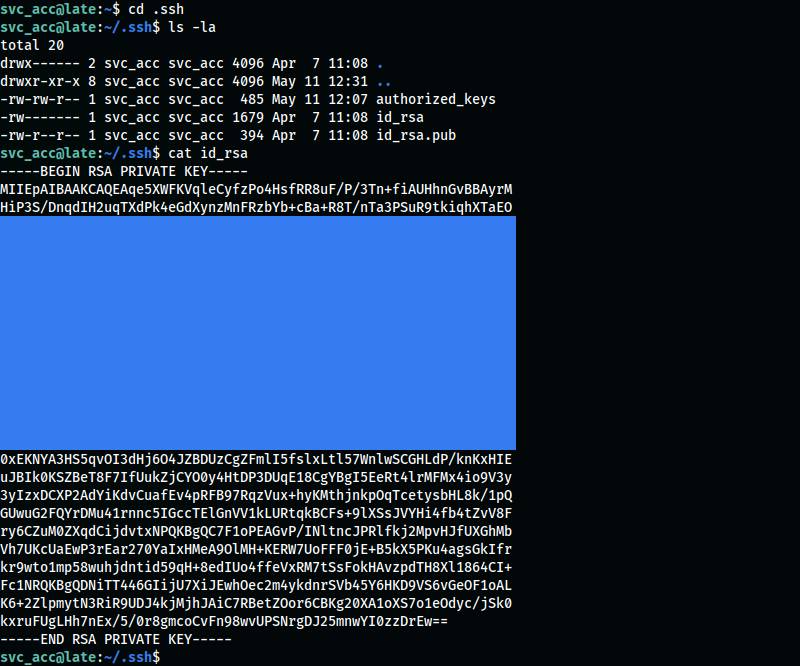 svc_acc@late:~$ cd .ssh
svc_acc@late:~/.ssh$ ls -la
total 20
drwx------ 2 svc_acc svc_acc 4096 Apr  7 11:08 .
drwxr-xr-x 8 svc_acc svc_acc 4096 May 11 12:31 ..
-rw-rw-r-- 1 svc_acc svc_acc  485 May 11 12:07 authorized_keys
-rw------- 1 svc_acc svc_acc 1679 Apr  7 11:08 id_rsa
-rw-r--r-- 1 svc_acc svc_acc  394 Apr  7 11:08 id_rsa.pub
svc_acc@late:~/.ssh$ cat id_rsa
-----BEGIN RSA PRIVATE KEY-----
MIIEpAIBAAKCAQEAqe5XWFKVqleCyfzPo4HsfRR8uF/P/3Tn+fiAUHhnGvBBAyrM
HiP3S/DnqdIH2uqTXdPk4eGdXynzMnFRzbYb+cBa+R8T/nTa3PSuR9tkiqhXTaEO
0xEKNYA3HS5qvOI3dHj6O4JZBDUzCgZFmlI5fslxLtl57WnlwSCGHLdP/knKxHIE
uJBIk0KSZBeT8F7IfUukZjCYO0y4HtDP3DUqE18CgYBgI5EeRt4lrMFMx4io9V3y
3yIzxDCXP2AdYiKdvCuafEv4pRFB97RqzVux+hyKMthjnkpOqTcetysbHL8k/1pQ
GUwuG2FQYrDMu41rnnc5IGccTElGnVV1kLURtqkBCFs+9lXSsJVYHi4fb4tZvV8F
ry6CZuM0ZXqdCijdvtxNPQKBgQC7F1oPEAGvP/INltncJPRlfkj2MpvHJfUXGhMb
Vh7UKcUaEwP3rEar270YaIxHMeA9OlMH+KERW7UoFFF0jE+B5kX5PKu4agsGkIfr
kr9wto1mp58wuhjdntid59qH+8edIUo4ffeVxRM7tSsFokHAvzpdTH8Xl1864CI+
Fc1NRQKBgQDNiTT446GIijU7XiJEwhOec2m4ykdnrSVb45Y6HKD9VS6vGeOF1oAL
K6+2ZlpmytN3RiR9UDJ4kjMjhJAiC7RBetZOor6CBKg20XA1oXS7o1eOdyc/jSk0
kxruFUgLHh7nEx/5/0r8gmcoCvFn98wvUPSNrgDJ25mnwYI0zzDrEw==
-----END RSA PRIVATE KEY-----
svc_acc@late:~/.ssh$